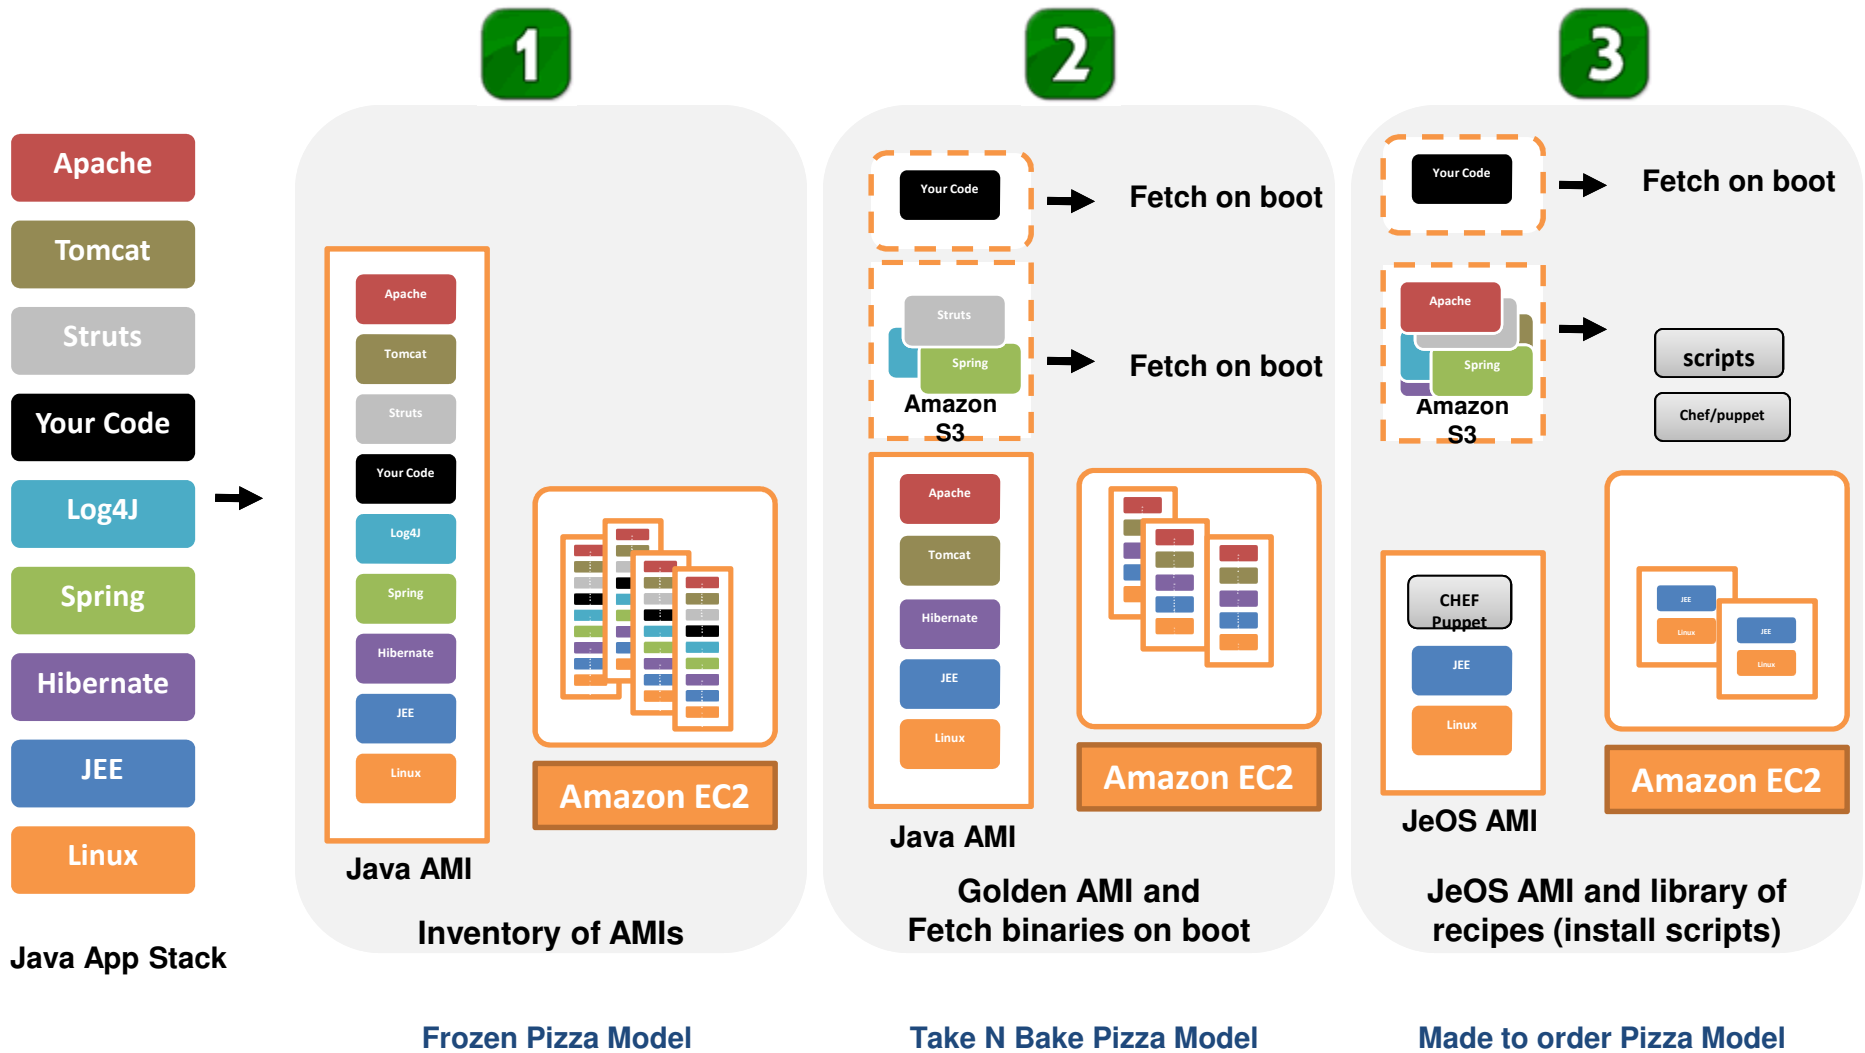 1
2
3
Apache
Tomcat
Struts
Your Code
Log4J
Spring
Hibernate
JEE
Linux
Java App Stack
Apache
Tomcat
Struts
Your Code
Log4J
Spring
Hibernate
JEE
Linux
Java AMI
Amazon EC2
Inventory of AMIs
Frozen Pizza Model
Your Code
Fetch on boot
Struts
Spring
Fetch on boot
Amazon
S3
Apache
Tomcat
Hibernate
JEE
Linux
Java AMI
Amazon EC2
Golden AMI and
Fetch binaries on boot
Take N Bake Pizza Model
Your Code
Fetch on boot
Apache
Spring
Amazon
S3
scripts
Chef/puppet
CHEF
Puppet
JEE
Linux
JeOS AMI
JEE
Linux
JEE
Linux
Amazon EC2
JeOS AMI and library of
recipes (install scripts)
Made to order Pizza Model